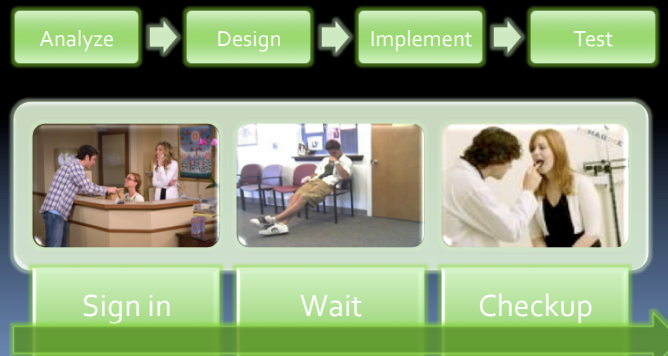 Analyze
Design
Implement
Test
Sign in
Wait
Checkup